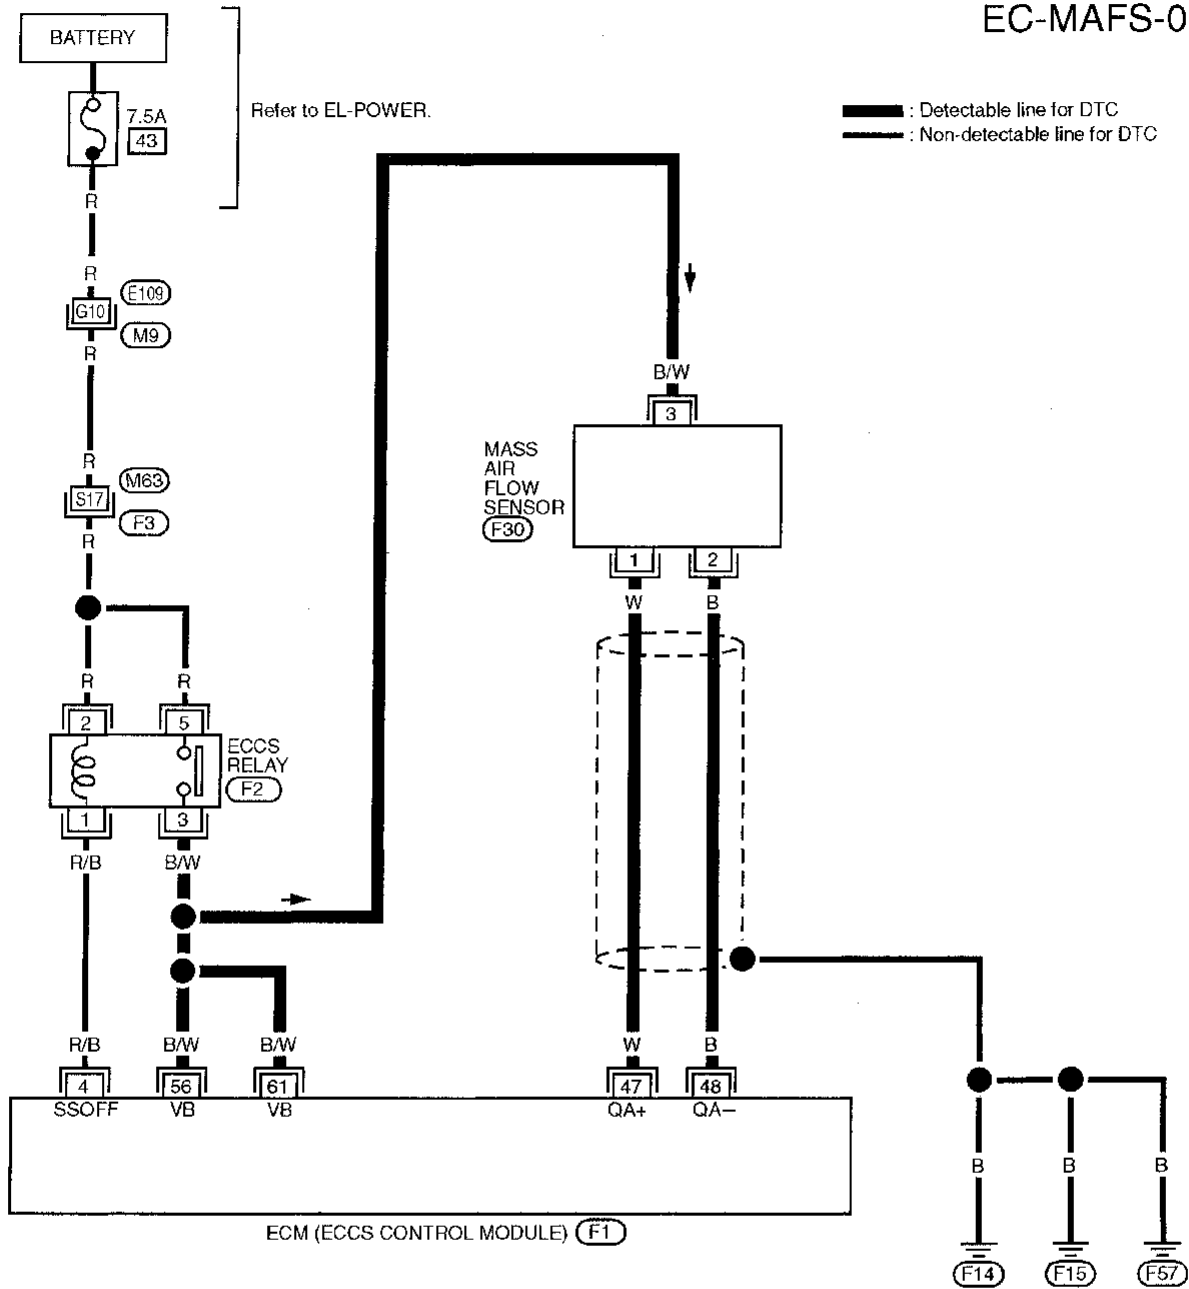 EC-MAFS-0
BATTERY
7.5A
43
Refer to EL-POWER.
: Detectable line for DTC
: Non-detectable line for DTC
R
R
G10
E109
M9
R
R
S17
M63
F3
R
B/W
3
MASS
AIR
FLOW
SENSOR
F30
1
2
W
B
R
R
2
5
ECCS
RELAY
F2
1
3
R/B
B/W
R/B
B/W
B/W
W
B
4
56
61
47
48
SSOFF
VB
VB
QA+
QA−
B
B
B
ECM (ECCS CONTROL MODULE) F1
F14
F15
F57